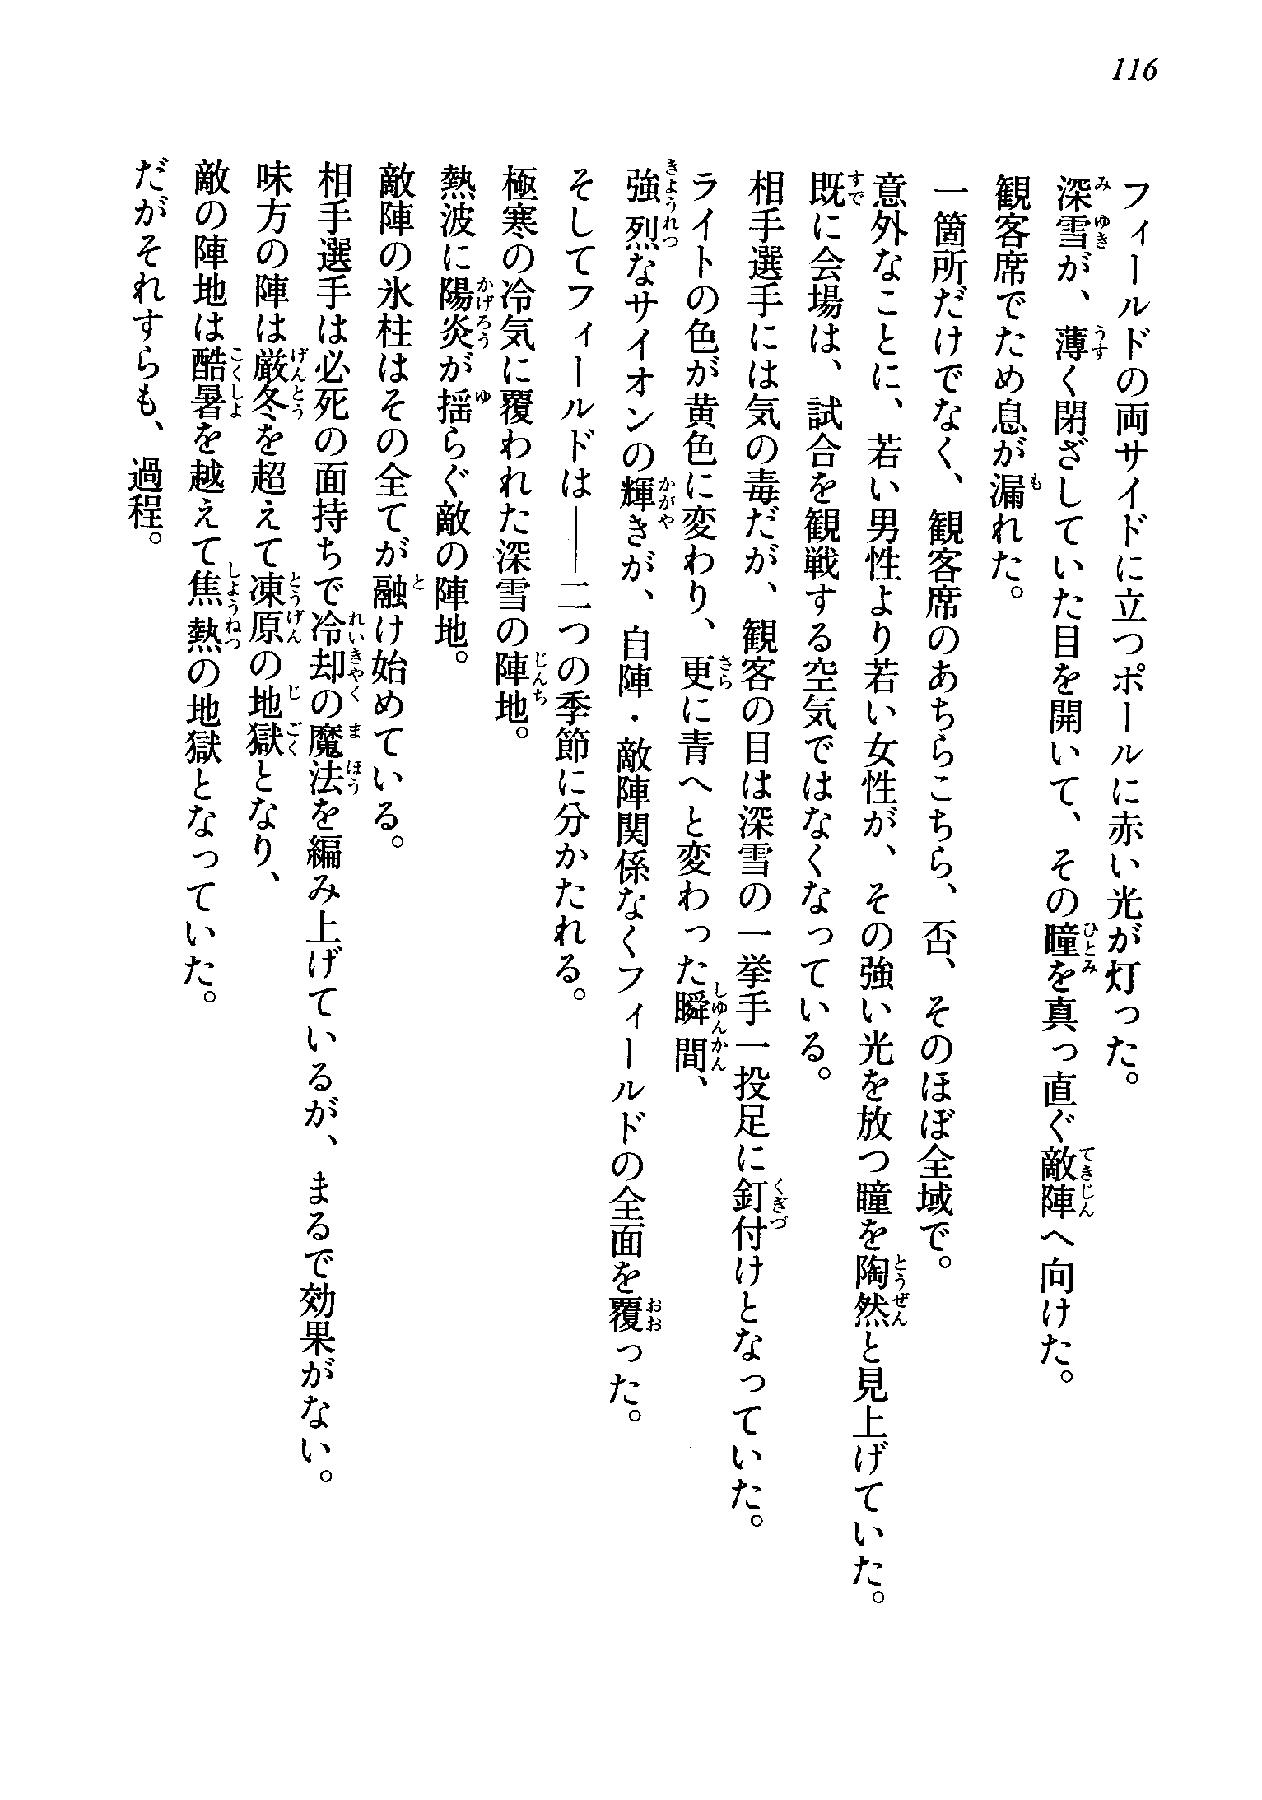 116
フィールドの両サイドに立つポールに赤い光が灯った。
深雪が、薄く閉ざしていた目を開いて、その瞳を真っ直ぐ敵陣へ向けた。
観客席でため息が漏れた。
一箇所だけでなく、観客席のあちらこちら、否、そのほぼ全域で。
意外なことに、若い男性より若い女性が、その強い光を放つ瞳を陶然と見上げていた。
既に会場は、試合を観戦する空気ではなくなっている。
相手選手には気の毒だが、観客の目は深雪の一挙手一投足に釘付けとなっていた。
ライトの色が黄色に変わり、更に青へと変わった瞬間、
強烈なサイオンの輝きが、自陣・敵陣関係なくフィールドの全面を覆った。
そしてフィールドは――二つの季節に分かたれる。
極寒の冷気に覆われた深雪の陣地。
熱波に陽炎が揺らぐ敵の陣地。
敵陣の氷柱はその全てが融け始めている。
相手選手は必死の面持ちで冷却の魔法を編み上げているが、まるで効果がない。
味方の陣は厳冬を超えて凍原の地獄となり、
敵の陣地は酷暑を越えて焦熱の地獄となっていた。
だがそれすらも、過程。